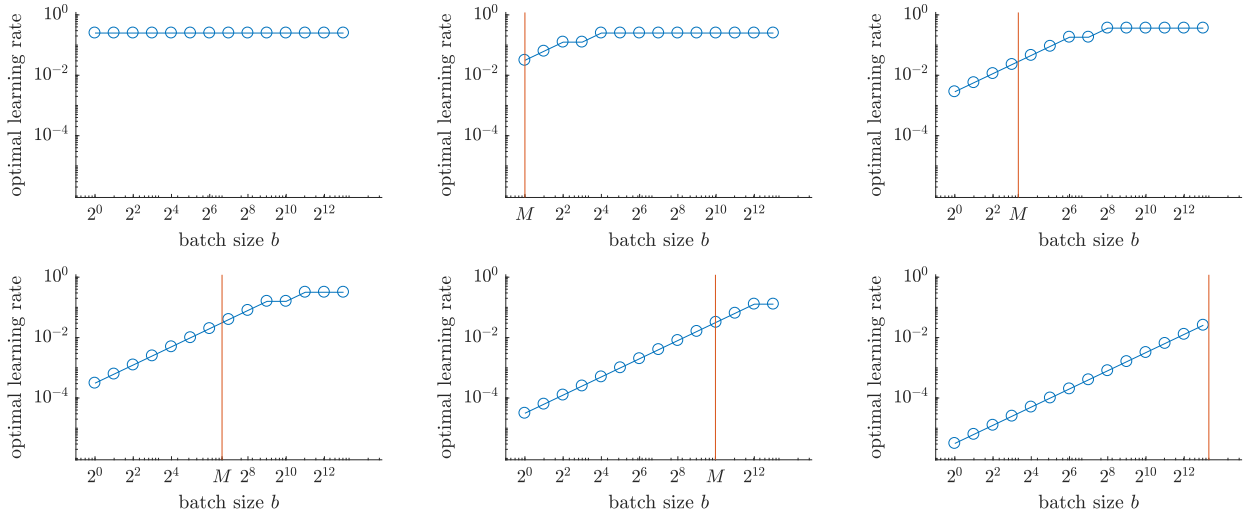 optimal learning rate
10^0
10^-2
10^-4
2^0 2^2 2^4 2^6 2^8 2^10 2^12
batch size b
optimal learning rate
10^0
10^-2
10^-4
M 2^2 2^4 2^6 2^8 2^10 2^12
batch size b
optimal learning rate
10^0
10^-2
10^-4
2^0 2^2 M 2^6 2^8 2^10 2^12
batch size b
optimal learning rate
10^0
10^-2
10^-4
2^0 2^2 2^4 M 2^8 2^10 2^12
batch size b
optimal learning rate
10^0
10^-2
10^-4
2^0 2^2 2^4 2^6 2^8 M 2^12
batch size b
optimal learning rate
10^0
10^-2
10^-4
2^0 2^2 2^4 2^6 2^8 2^10 2^12
batch size b